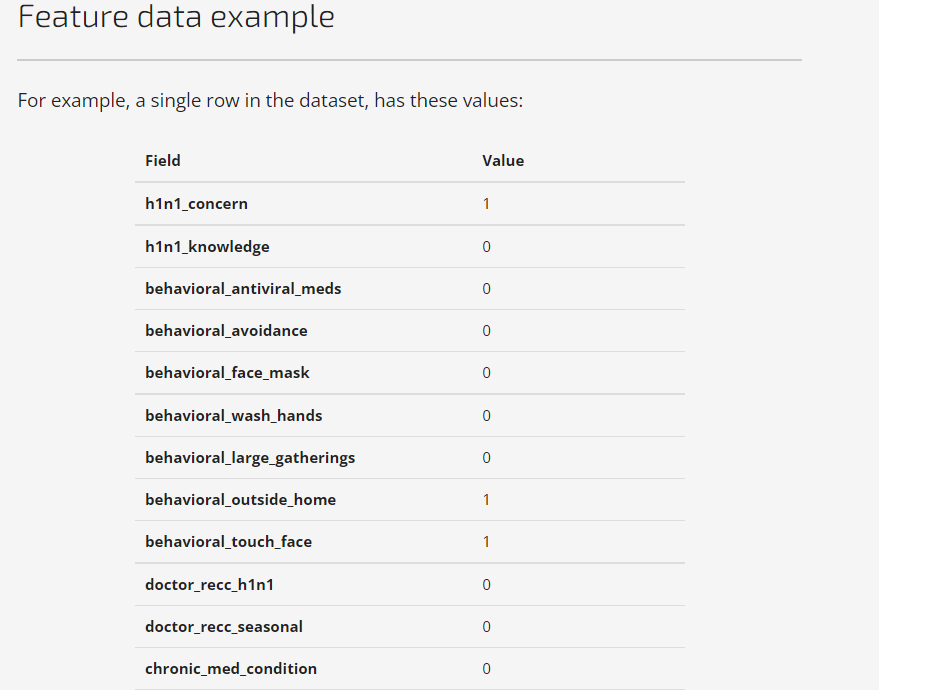 Feature data example
For example, a single row in the dataset, has these values:
Field Value
h1n1_concern 1
h1n1_knowledge 0
behavioral_antiviral_meds 0
behavioral_avoidance 0
behavioral_face_mask 0
behavioral_wash_hands 0
behavioral_large_gatherings 0
behavioral_outside_home 1
behavioral_touch_face 1
doctor_recc_h1n1 0
doctor_recc_seasonal 0
chronic_med_condition 0